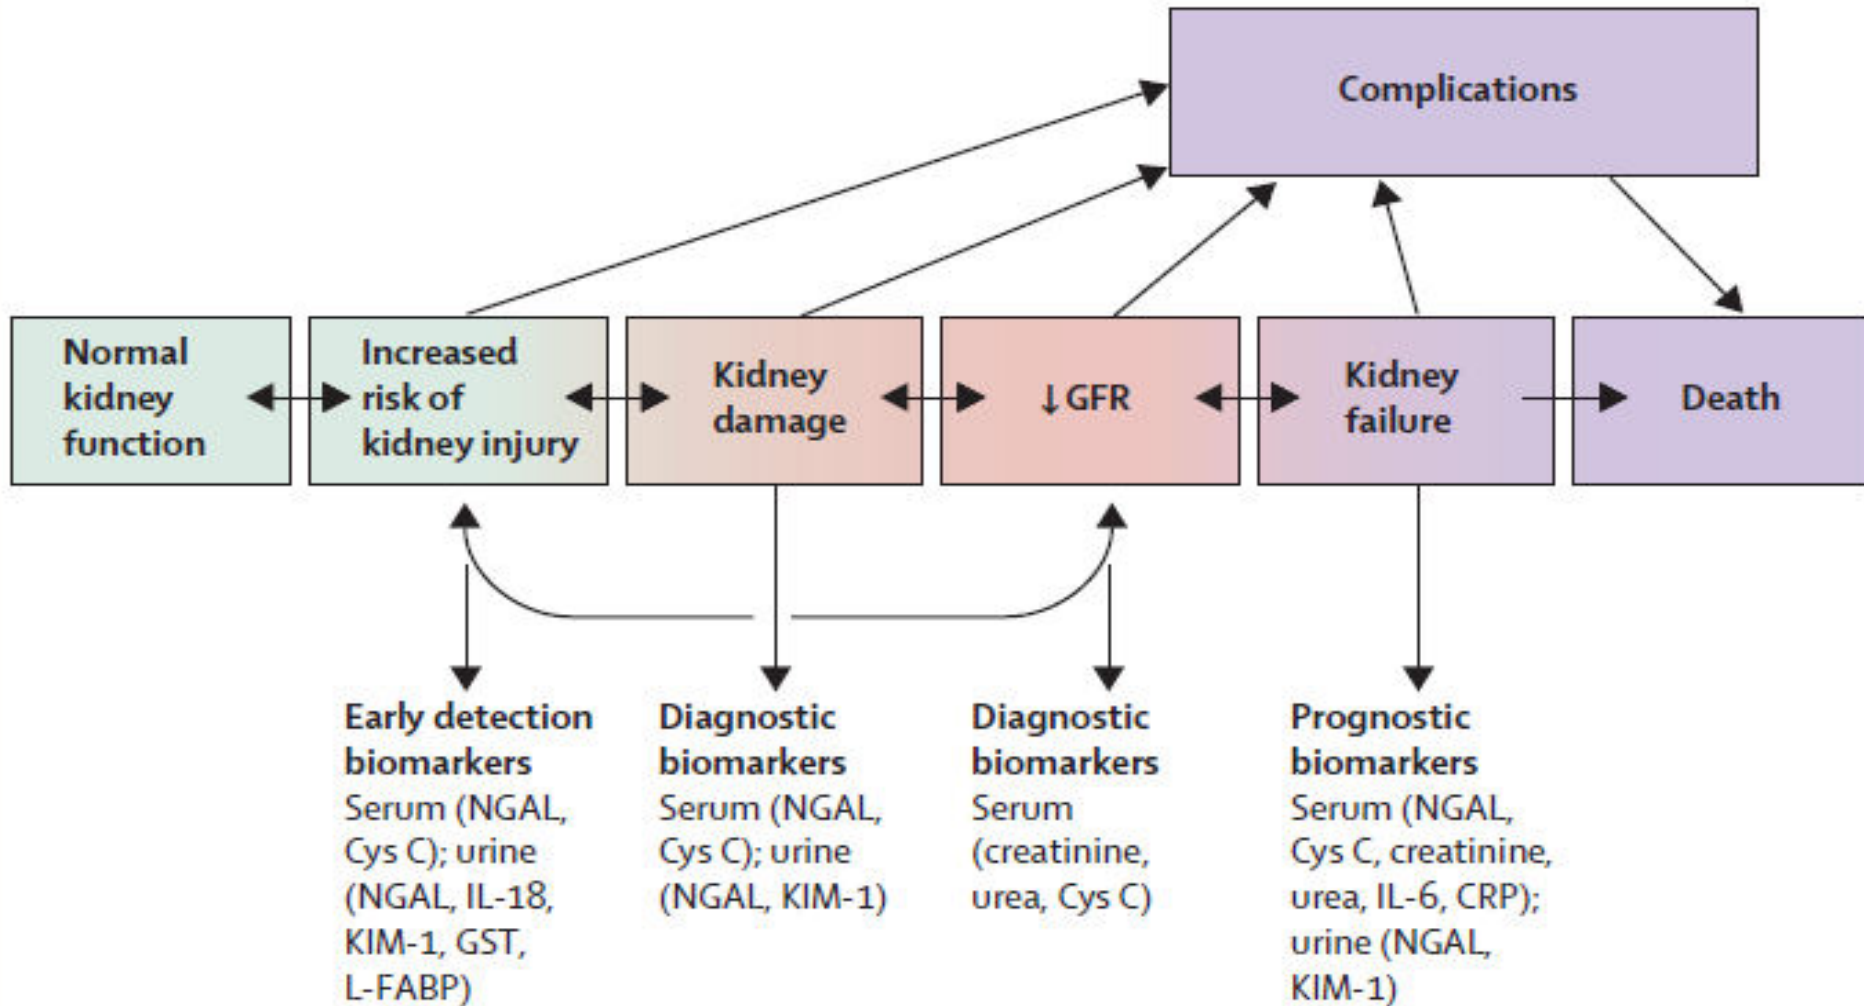 Complications
Normal
kidney
function
Increased
risk of
kidney injury
Kidney
damage
↓GFR
Kidney
failure
Death
Early detection
biomarkers
Serum (NGAL,
Cys C); urine
(NGAL, IL-18,
KIM-1, GST,
L-FABP)
Diagnostic
biomarkers
Serum (NGAL,
Cys C); urine
(NGAL, KIM-1)
Diagnostic
biomarkers
Serum
(creatinine,
urea, Cys C)
Prognostic
biomarkers
Serum (NGAL,
Cys C, creatinine,
urea, IL-6, CRP);
urine (NGAL,
KIM-1)